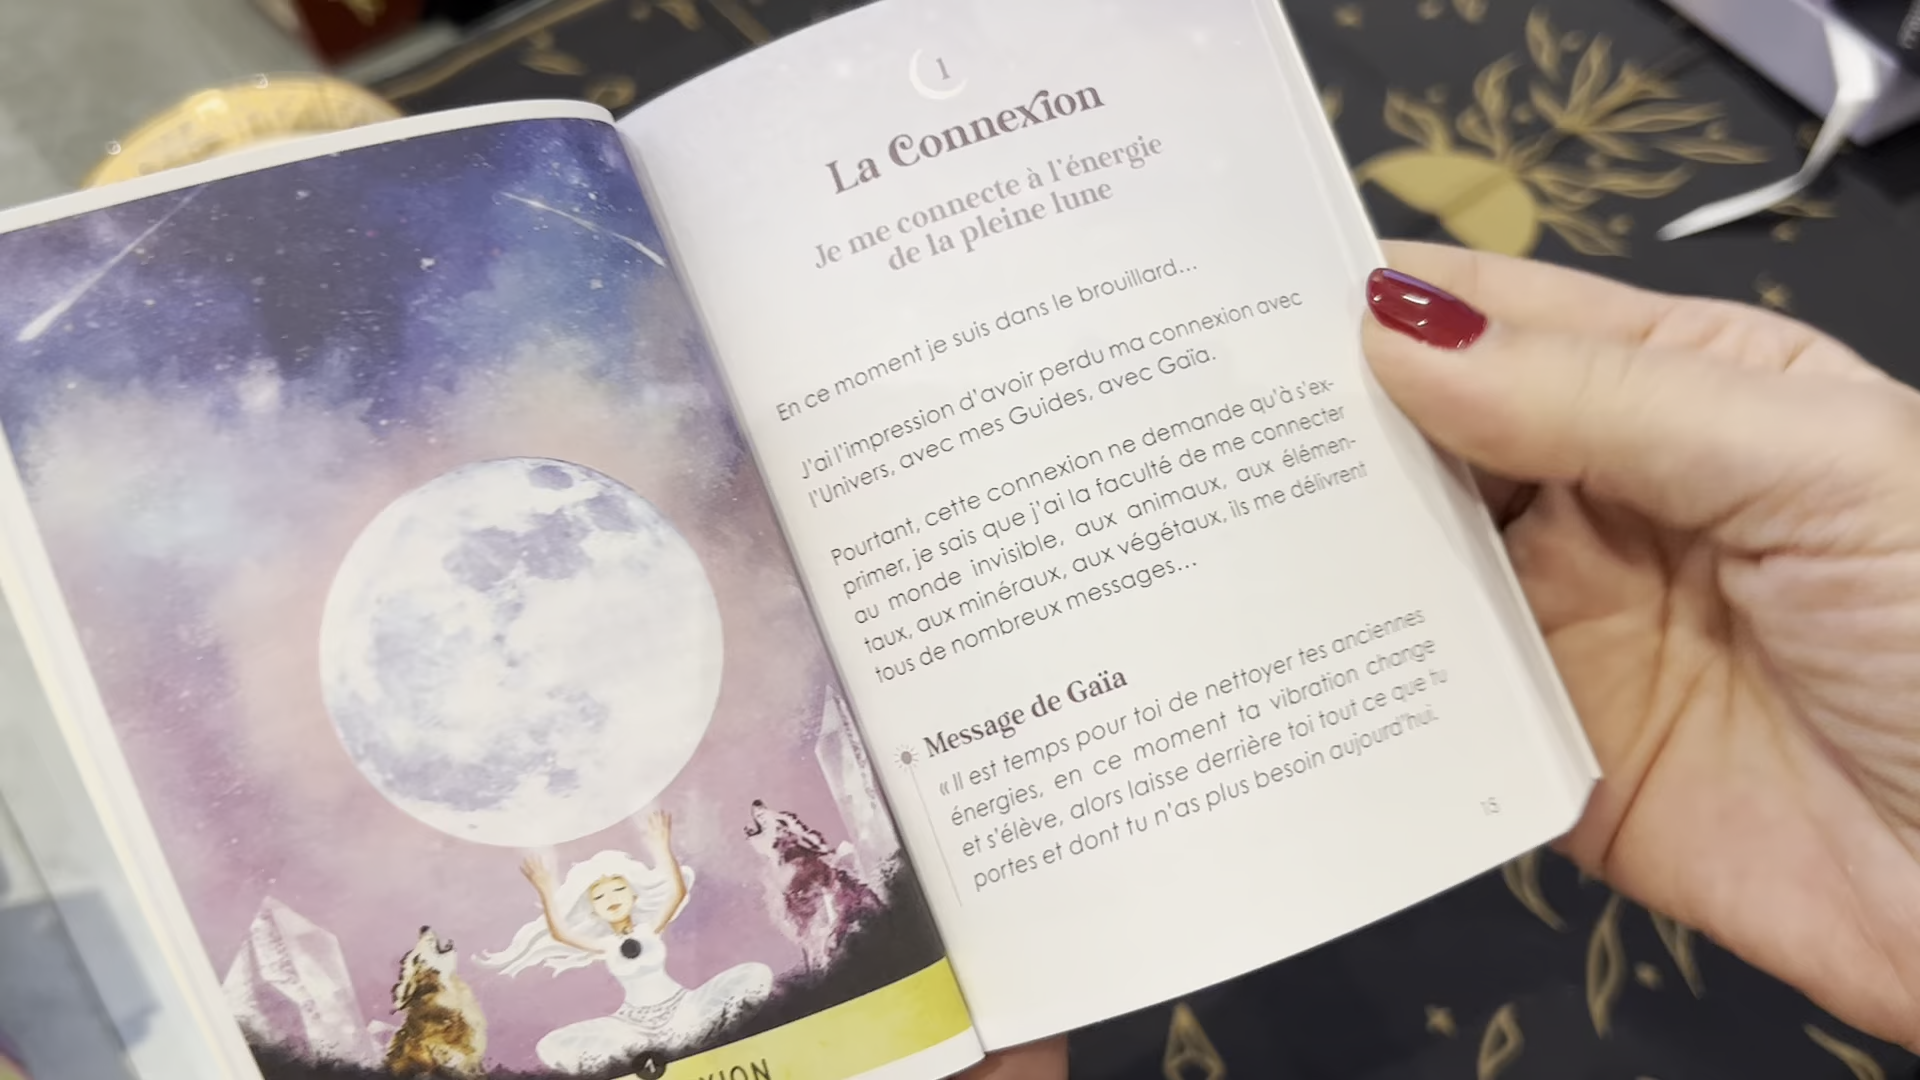 1
La Connexion
Je me connecte à l'énergie
de la pleine lune
En ce moment je suis dans le brouillard...
J'ai l'impression d'avoir perdu ma connexion avec
l'Univers, avec mes Guides, avec Gaïa.
Pourtant, cette connexion ne demande qu'à s'ex-
primer, je sais que j'ai la faculté de me connecter
au monde invisible, aux animaux, aux élémen-
taux, aux minéraux, aux végétaux, ils me délivrent
tous de nombreux messages...
Message de Gaïa
« Il est temps pour toi de nettoyer tes anciennes
énergies, en ce moment ta vibration change
et s'élève, alors laisse derrière toi tout ce que tu
portes et dont tu n'as plus besoin aujourd'hui.
15
1
XION